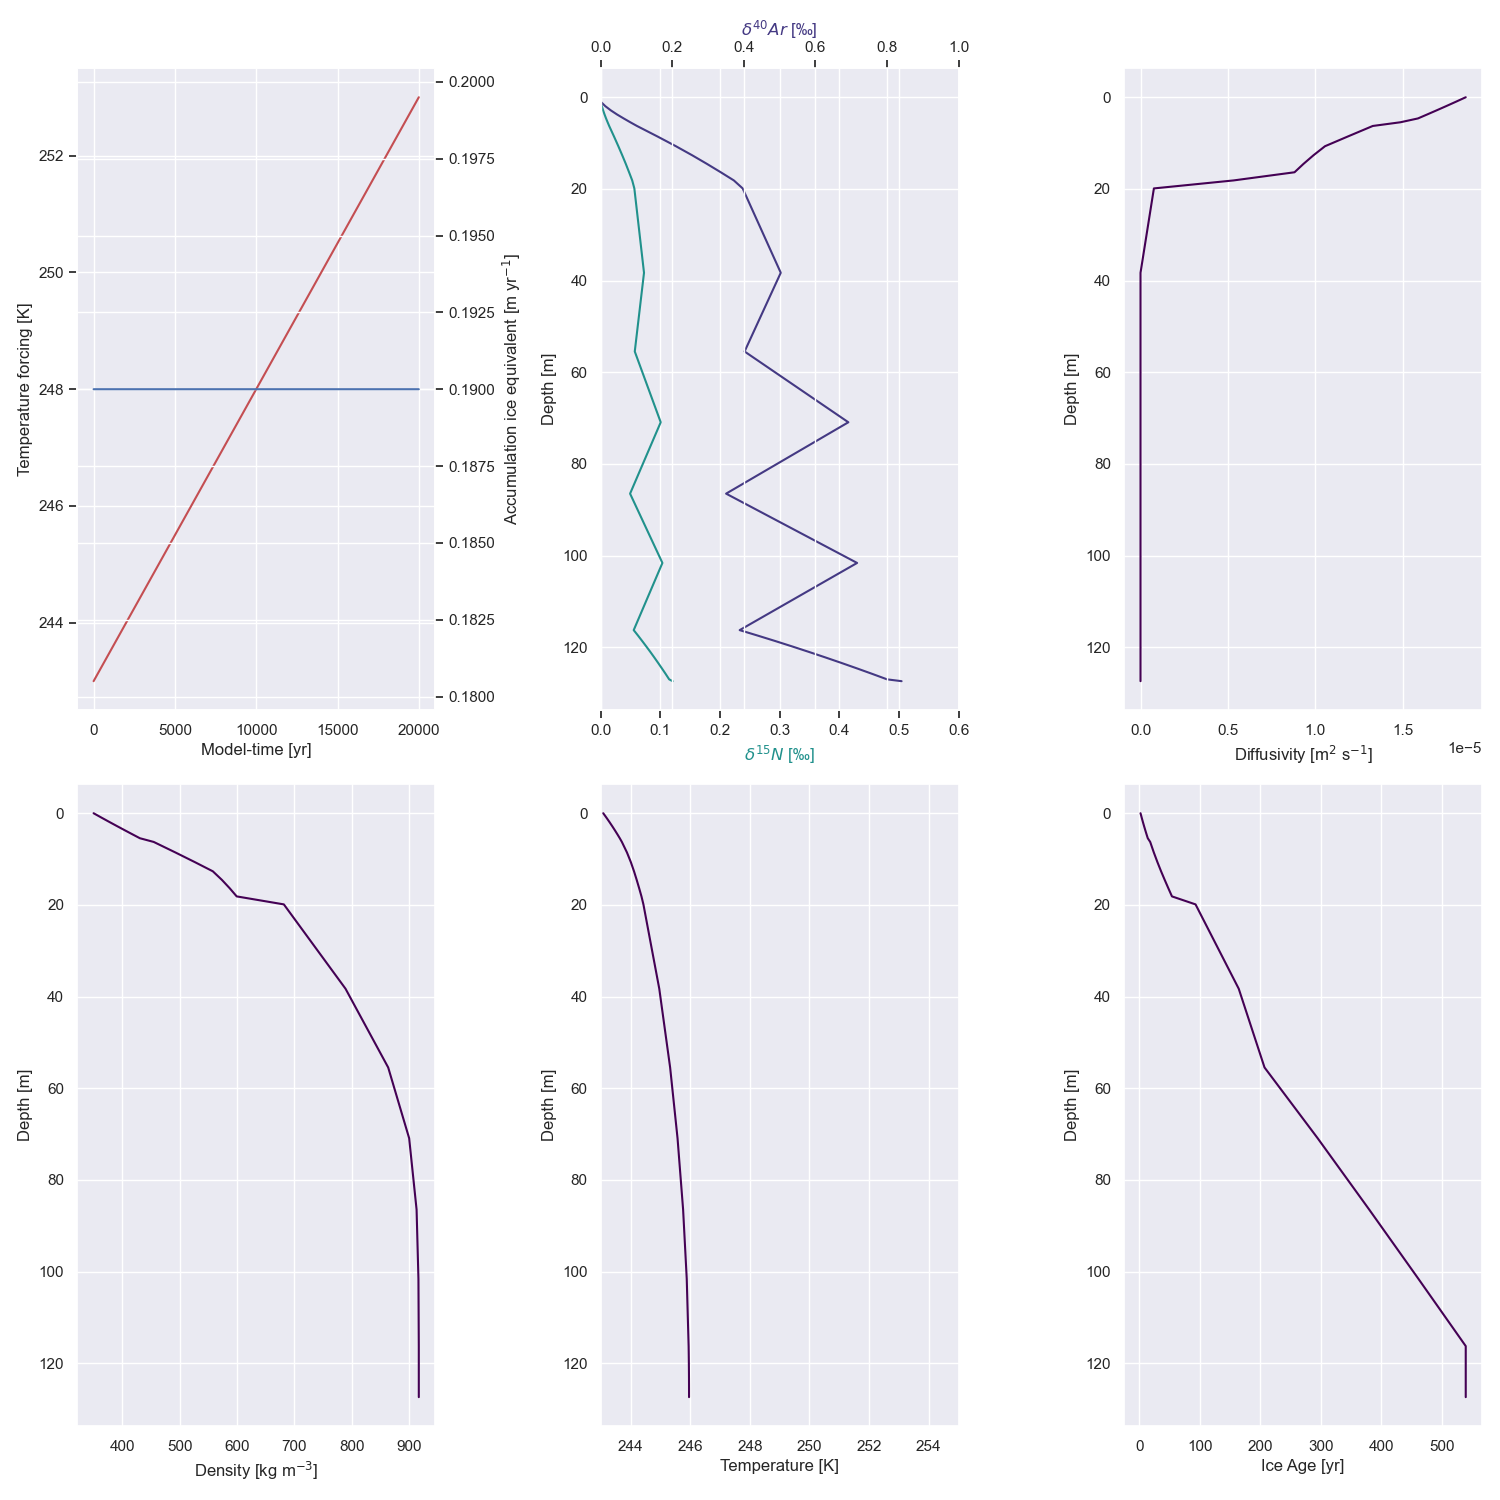 252
250
248
246
244
Temperature forcing [K]
0 5000 10000 15000 20000
Model-time [yr]
0.2000
0.1975
0.1950
0.1925
0.1900
0.1875
0.1850
0.1825
0.1800
Accumulation ice equivalent [m yr⁻¹]
δ⁴⁰Ar [‰]
0.0 0.2 0.4 0.6 0.8 1.0
0
20
40
60
80
100
120
Depth [m]
0.0 0.1 0.2 0.3 0.4 0.5 0.6
δ¹⁵N [‰]
0
20
40
60
80
100
120
Depth [m]
0.0 0.5 1.0 1.5
1e−5
Diffusivity [m² s⁻¹]
0
20
40
60
80
100
120
Depth [m]
400 500 600 700 800 900
Density [kg m⁻³]
0
20
40
60
80
100
120
Depth [m]
244 246 248 250 252 254
Temperature [K]
0
20
40
60
80
100
120
Depth [m]
0 100 200 300 400 500
Ice Age [yr]